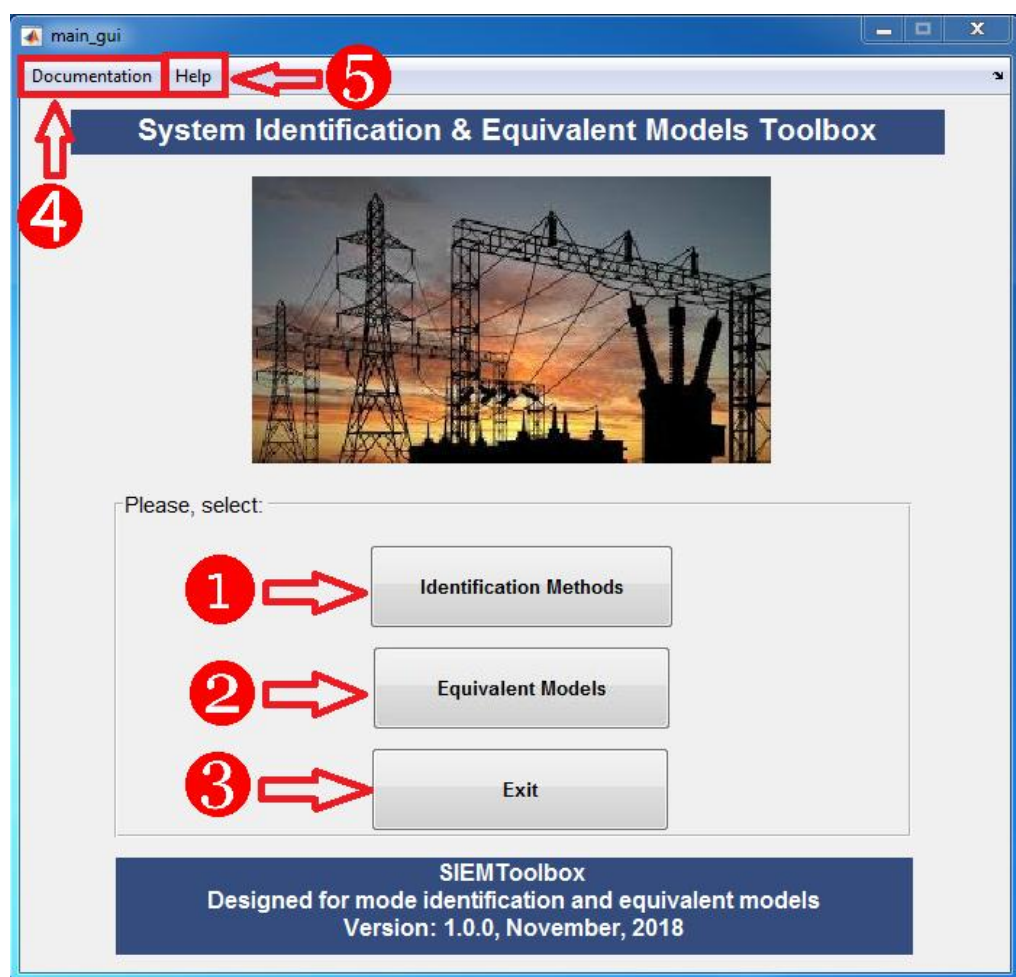 main_gui
Documentation Help
5
System Identification & Equivalent Models Toolbox
4
Please, select:
1 Identification Methods
2 Equivalent Models
3 Exit
SIEMToolbox
Designed for mode identification and equivalent models
Version: 1.0.0, November, 2018